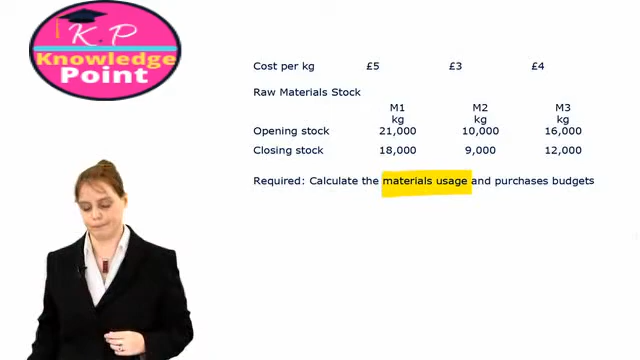 K.P
Knowledge
Point
Cost per kg £5 £3 £4
Raw Materials Stock
M1 M2 M3
kg kg kg
Opening stock 21,000 10,000 16,000
Closing stock 18,000 9,000 12,000
Required: Calculate the materials usage and purchases budgets